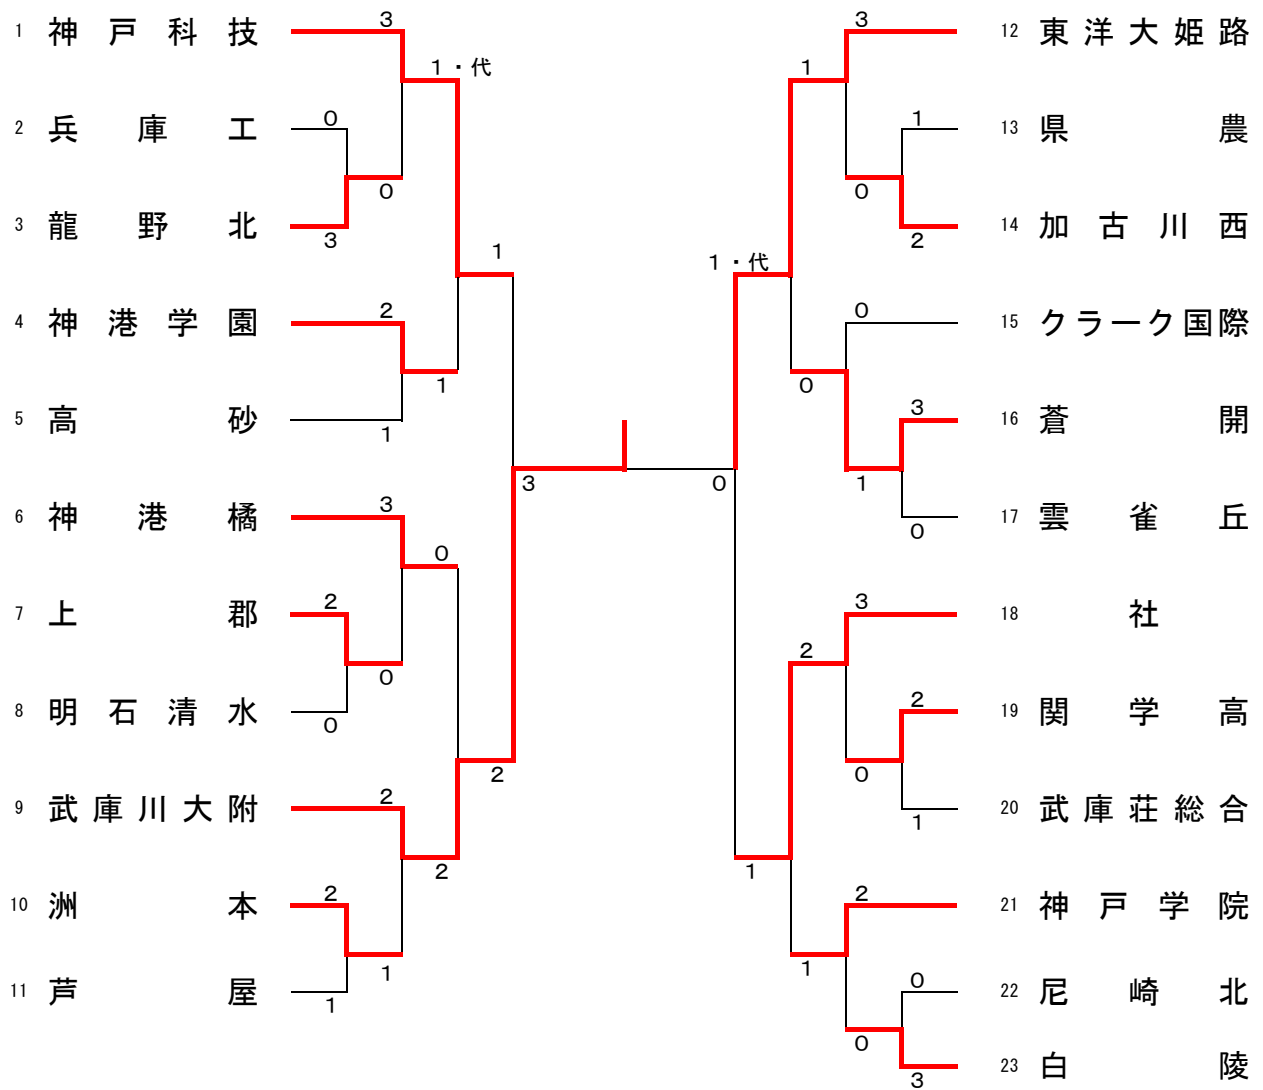 1 神戸科技
2 兵庫工
3 龍野北
4 神港学園
5 高砂
6 神港橘
7 上郡
8 明石清水
9 武庫川大附
10 洲本
11 芦屋
3
0
0
3
1・代
2
1
1
1
3
0
2
0
0
2
2
2
2
1
1
3
0
1・代
1
3
1
0
2
0
0
3
1
0
3
2
2
0
1
1
2
1
0
0
3
12 東洋大姫路
13 県農
14 加古川西
15 クラーク国際
16 蒼開
17 雲雀丘
18 社
19 関学高
20 武庫荘総合
21 神戸学院
22 尼崎北
23 白陵